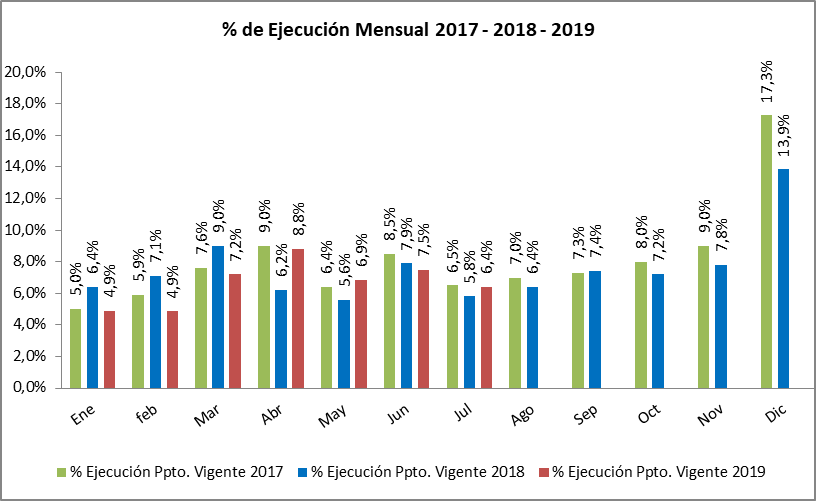 % de Ejecución Mensual 2017 - 2018 - 2019
20,0%
18,0%
16,0%
14,0%
12,0%
10,0%
8,0%
6,0%
4,0%
2,0%
0,0%
5,0%
6,4%
4,9%
5,9%
7,1%
4,9%
7,6%
9,0%
7,2%
9,0%
6,2%
8,8%
6,4%
5,6%
6,9%
8,5%
7,9%
7,5%
6,5%
5,8%
6,4%
7,0%
6,4%
7,3%
7,4%
8,0%
7,2%
9,0%
7,8%
17,3%
13,9%
Ene
feb
Mar
Abr
May
Jun
Jul
Ago
Sep
Oct
Nov
Dic
% Ejecución Ppto. Vigente 2017
% Ejecución Ppto. Vigente 2018
% Ejecución Ppto. Vigente 2019